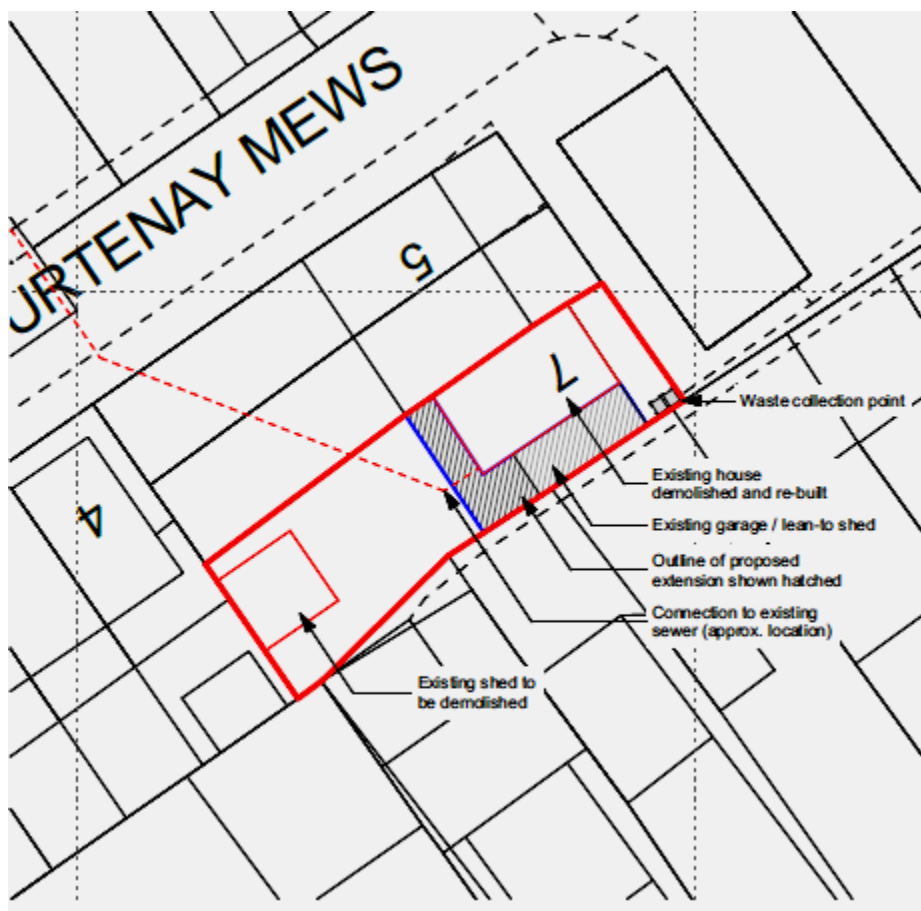 URTENAY MEWS
5
7
4
Waste collection point
Existing house
demolished and re-built
Existing garage / lean-to shed
Outline of proposed
extension shown hatched
Connection to existing
sewer (approx. location)
Existing shed to
be demolished